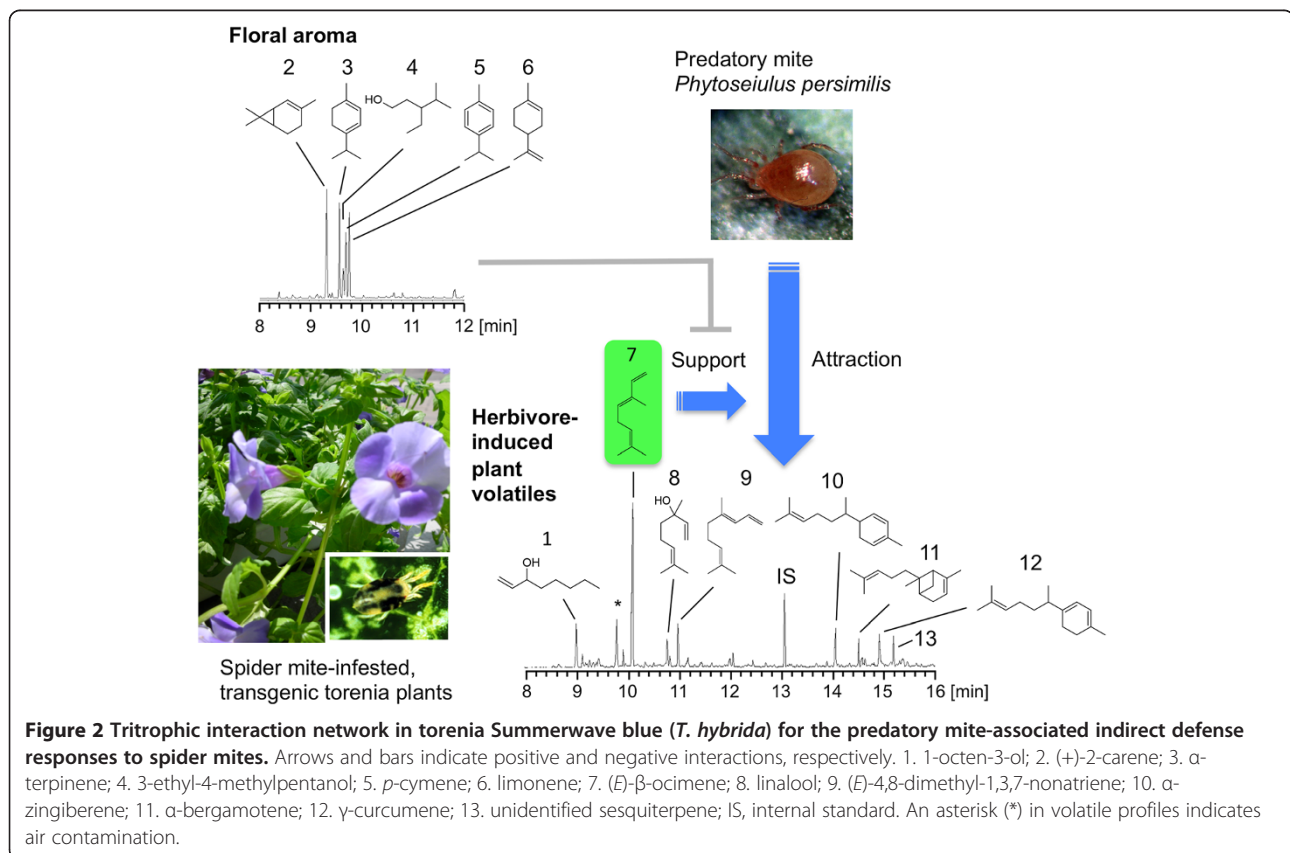 Floral aroma
2 3 4 5 6
HO
Predatory mite
Phytoseiulus persimilis
8 9 10 11 12 [min]
7
Support
Attraction
Herbivore-
induced
plant
volatiles
8 9 10
HO
1
OH
*
IS
11
12
13
8 9 10 11 12 13 14 15 16 [min]
Spider mite-infested,
transgenic torenia plants
Figure 2 Tritrophic interaction network in torenia Summerwave blue (T. hybrida) for the predatory mite-associated indirect defense
responses to spider mites. Arrows and bars indicate positive and negative interactions, respectively. 1. 1-octen-3-ol; 2. (+)-2-carene; 3. α-
terpinene; 4. 3-ethyl-4-methylpentanol; 5. p-cymene; 6. limonene; 7. (E)-β-ocimene; 8. linalool; 9. (E)-4,8-dimethyl-1,3,7-nonatriene; 10. α-
zingiberene; 11. α-bergamotene; 12. γ-curcumene; 13. unidentified sesquiterpene; IS, internal standard. An asterisk (*) in volatile profiles indicates
air contamination.